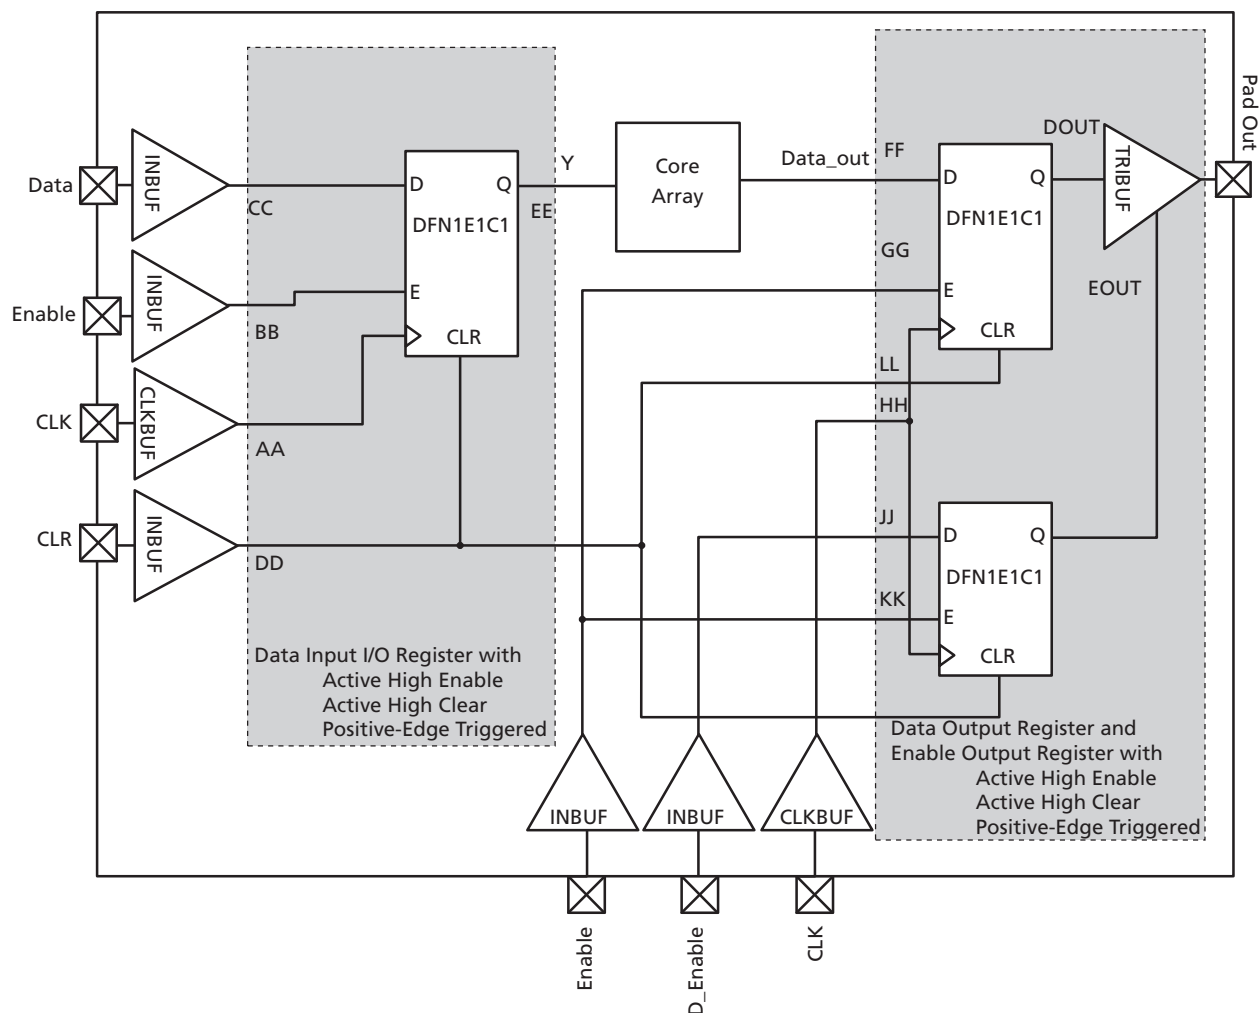 Pad Out
Data
INBUF
CC
D
Q
DFN1E1C1
E
CLR
Y
EE
Core
Array
Data_out
FF
GG
D
Q
DFN1E1C1
E
CLR
DOUT
TRIBUF
EOUT
Enable
INBUF
BB
CLK
CLKBUF
AA
LL
HH
CLR
INBUF
DD
JJ
KK
D
Q
DFN1E1C1
E
CLR
Data Input I/O Register with
Active High Enable
Active High Clear
Positive-Edge Triggered
Data Output Register and
Enable Output Register with
Active High Enable
Active High Clear
Positive-Edge Triggered
INBUF
INBUF
CLKBUF
Enable
D_Enable
CLK